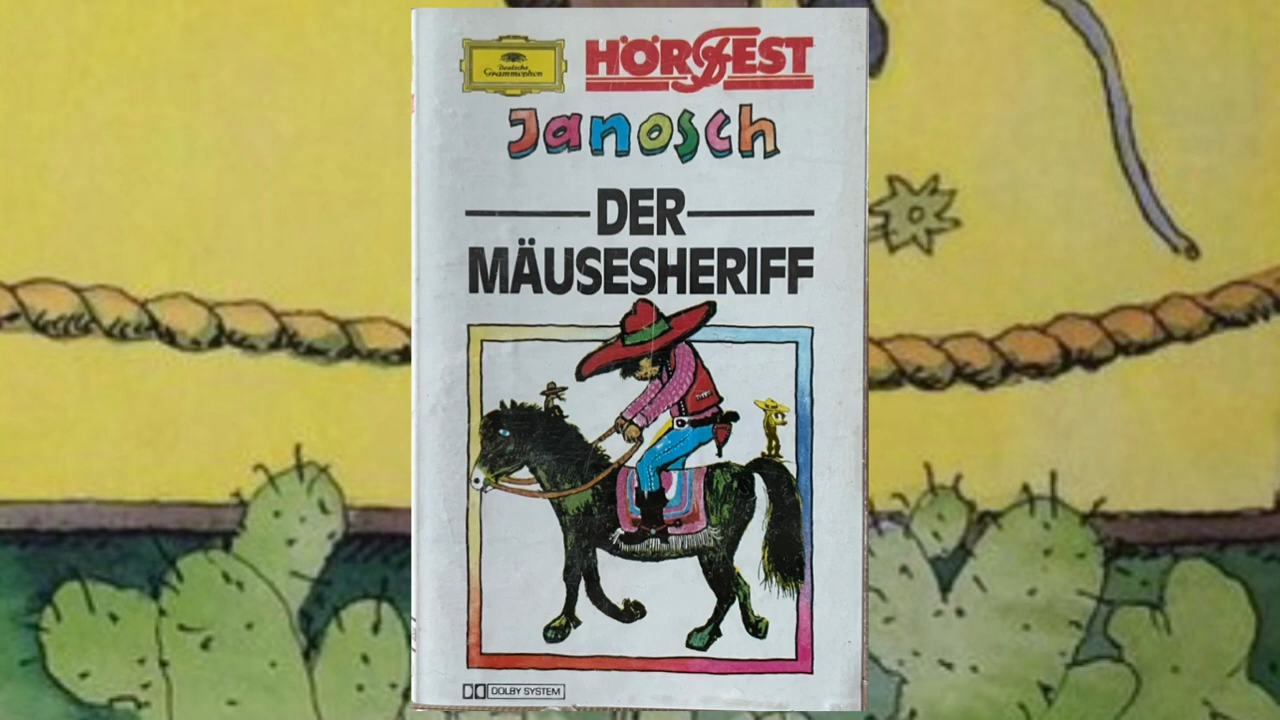 Deutsche
Grammophon
HÖRFEST
Janosch
DER
MÄUSESHERIFF
DOLBY SYSTEM